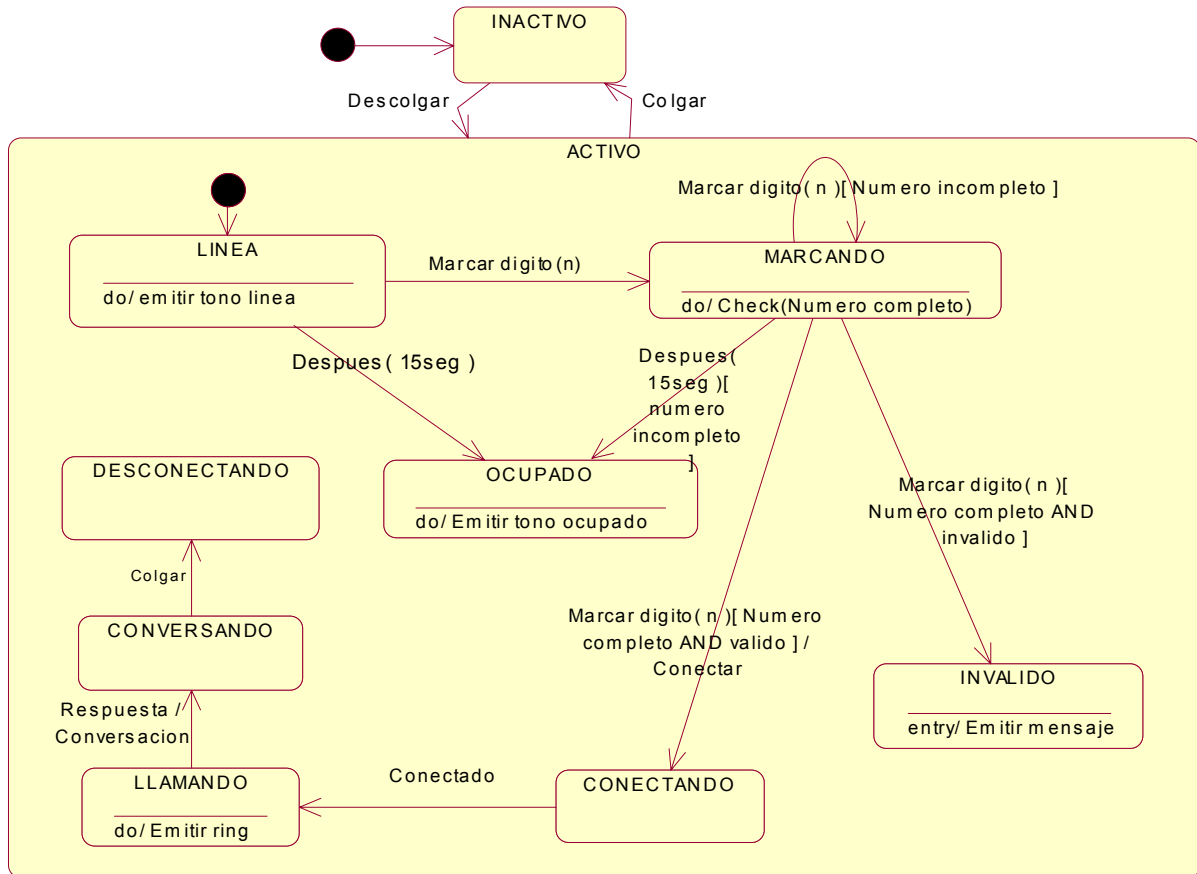 INACTIVO
Descolgar
Colgar
ACTIVO
Marcar digito( n )[ Numero incompleto ]
LINEA
do/ emitir tono linea
Marcar digito(n)
MARCANDO
do/ Check(Numero completo)
Despues( 15seg )
Despues(
15seg )[
numero
incompleto
]
DESCONECTANDO
OCUPADO
do/ Emitir tono ocupado
Marcar digito( n )[
Numero completo AND
invalido ]
Colgar
CONVERSANDO
Marcar digito( n )[ Numero
completo AND valido ] /
Conectar
INVALIDO
entry/ Emitir mensaje
Respuesta /
Conversacion
LLAMANDO
do/ Emitir ring
Conectado
CONECTANDO